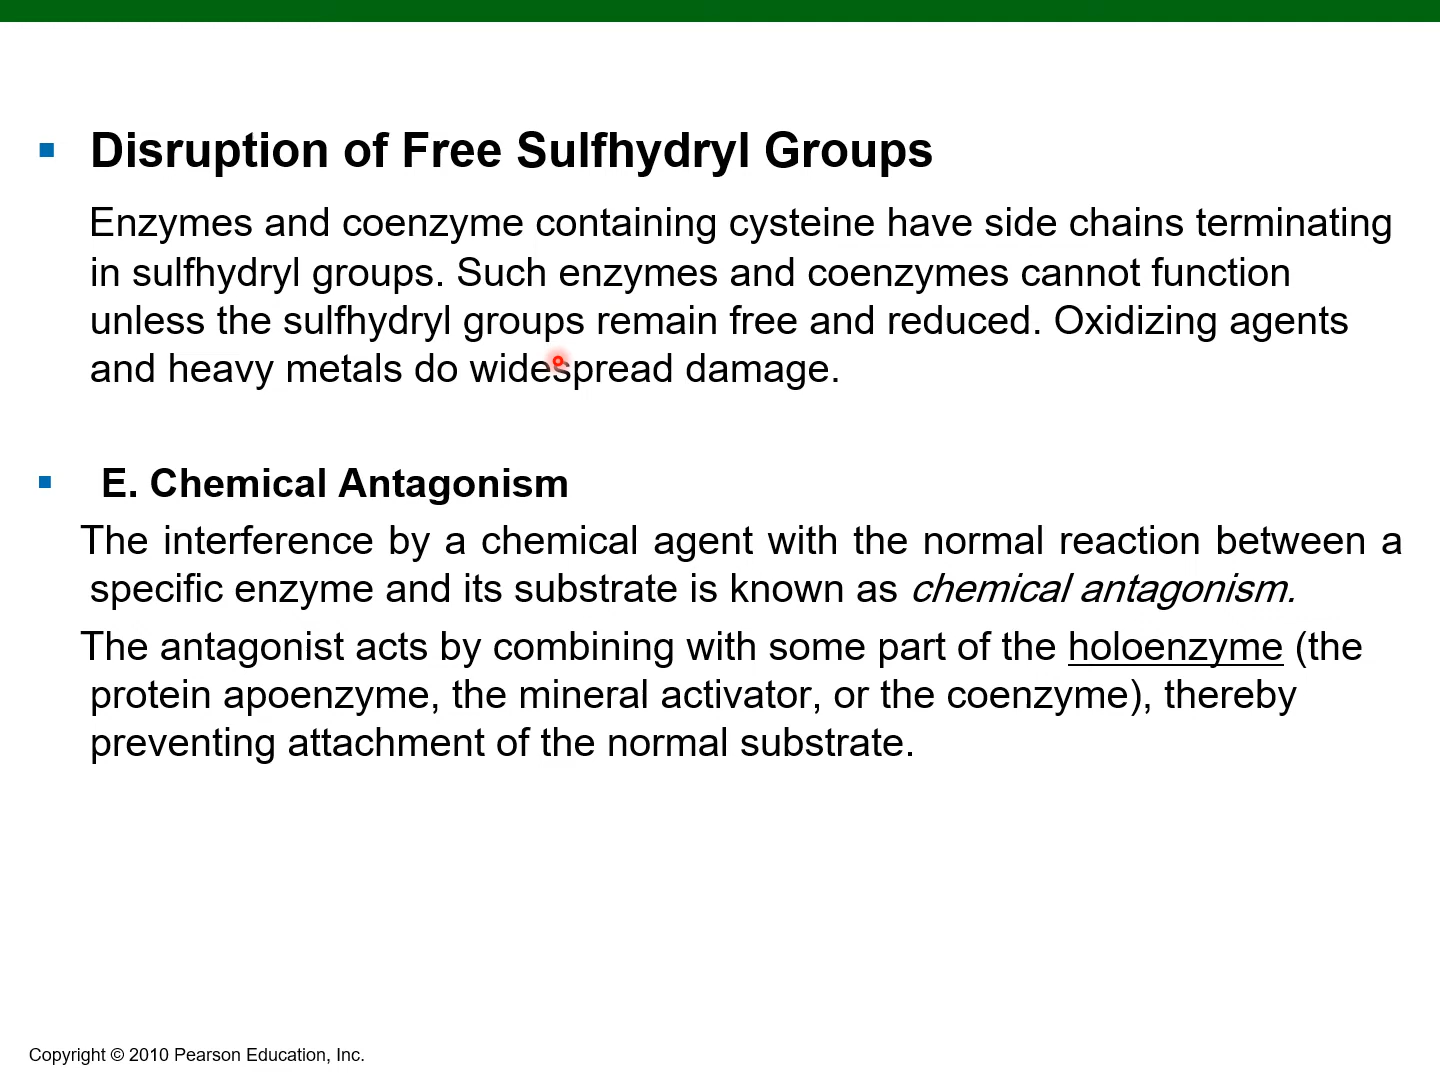 Disruption of Free Sulfhydryl Groups
Enzymes and coenzyme containing cysteine have side chains terminating
in sulfhydryl groups. Such enzymes and coenzymes cannot function
unless the sulfhydryl groups remain free and reduced. Oxidizing agents
and heavy metals do widespread damage.
E. Chemical Antagonism
The interference by a chemical agent with the normal reaction between a
specific enzyme and its substrate is known as chemical antagonism.
The antagonist acts by combining with some part of the holoenzyme (the
protein apoenzyme, the mineral activator, or the coenzyme), thereby
preventing attachment of the normal substrate.
Copyright © 2010 Pearson Education, Inc.